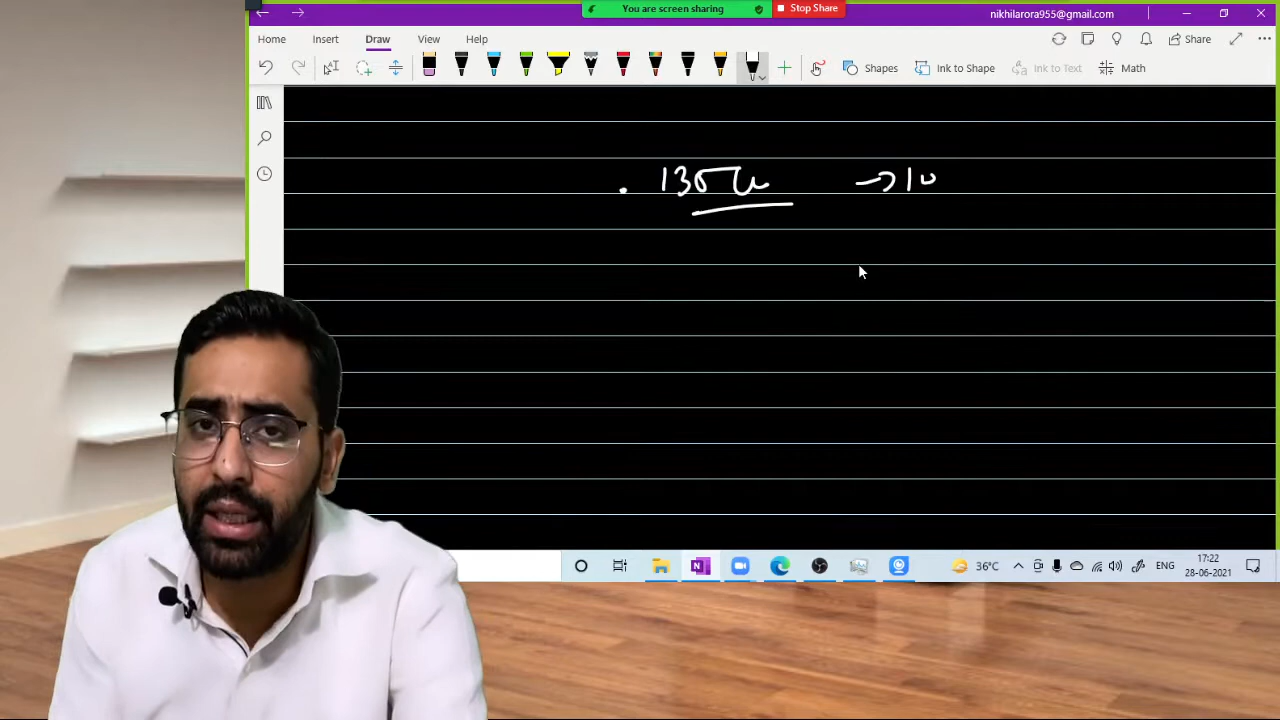 You are screen sharing
Stop Share
nikhilarora955@gmail.com
Home Insert Draw View Help
Share
Shapes Ink to Shape Ink to Text Math
→10
36°C ENG 17:22
28-06-2021